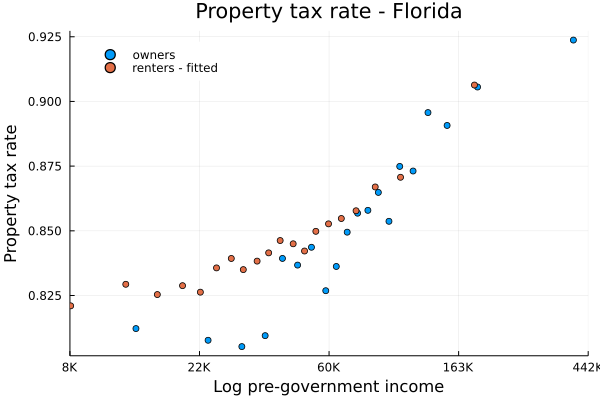 Property tax rate - Florida
owners
renters - fitted
Property tax rate
0.925
0.900
0.875
0.850
0.825
8K 22K 60K 163K 442K
Log pre-government income